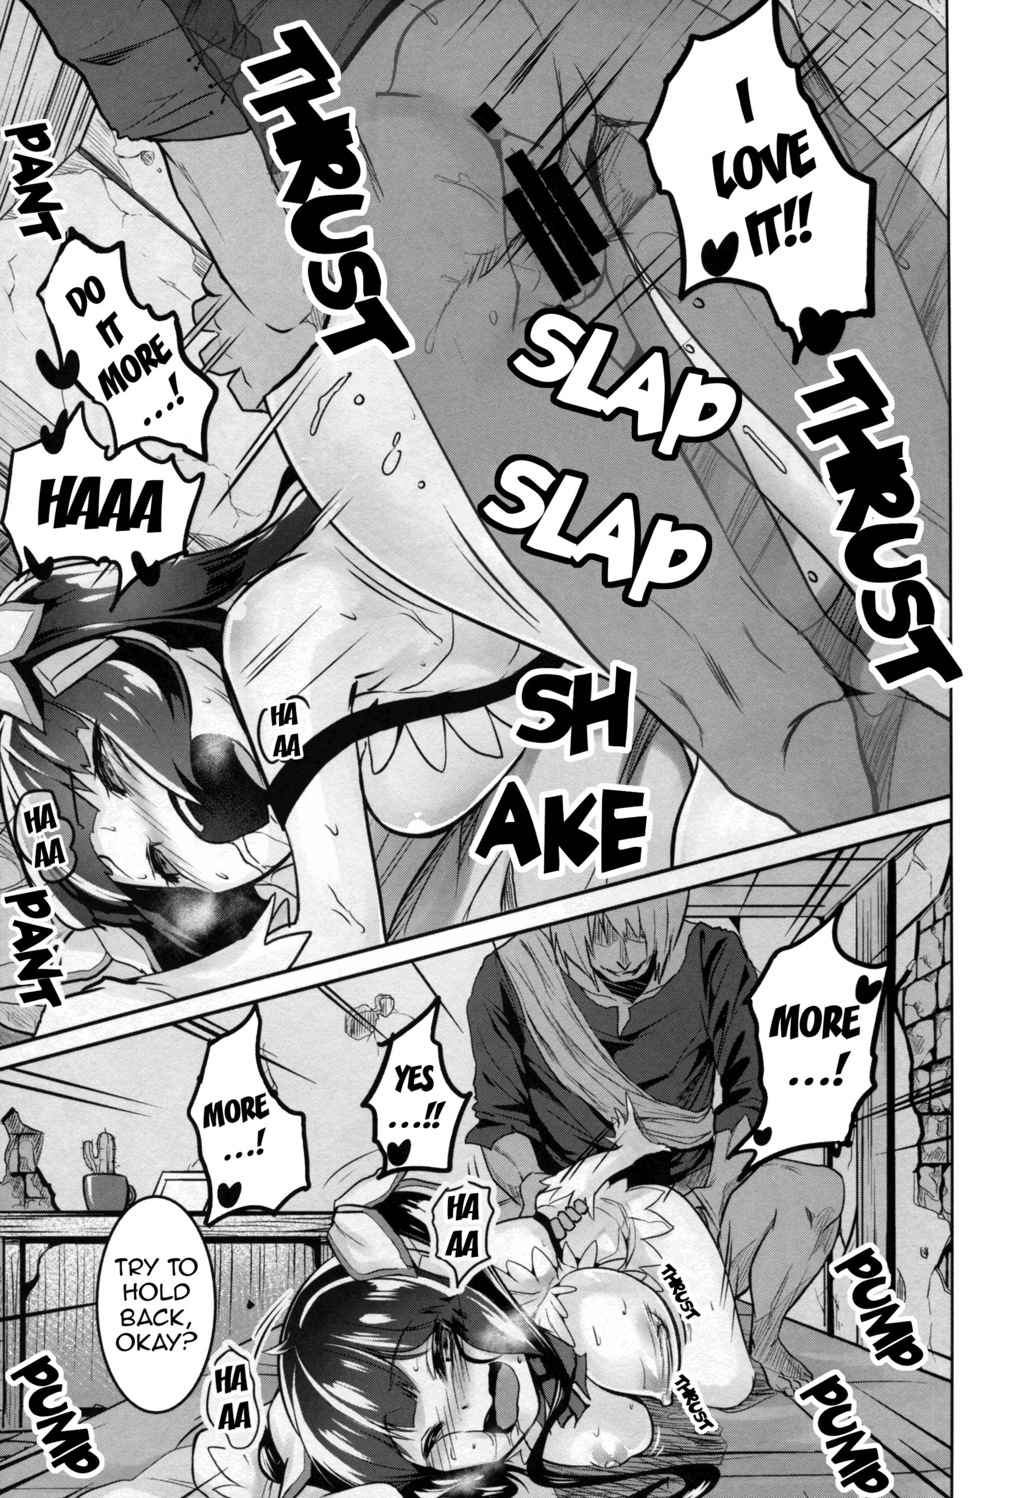 I
LOVE
IT!!
THRUST
PANT
DO
IT
MORE
...!
HAAA
SLAP
SLAP
THRUST
HA
AA
SH
AKE
HA
AA
PANT
MORE
...!
YES
...!!
MORE
...!
HA
AA
TRY TO
HOLD
BACK,
OKAY?
THRUST
THRUST
PUMP
PUMP
HA
AA
PUMP